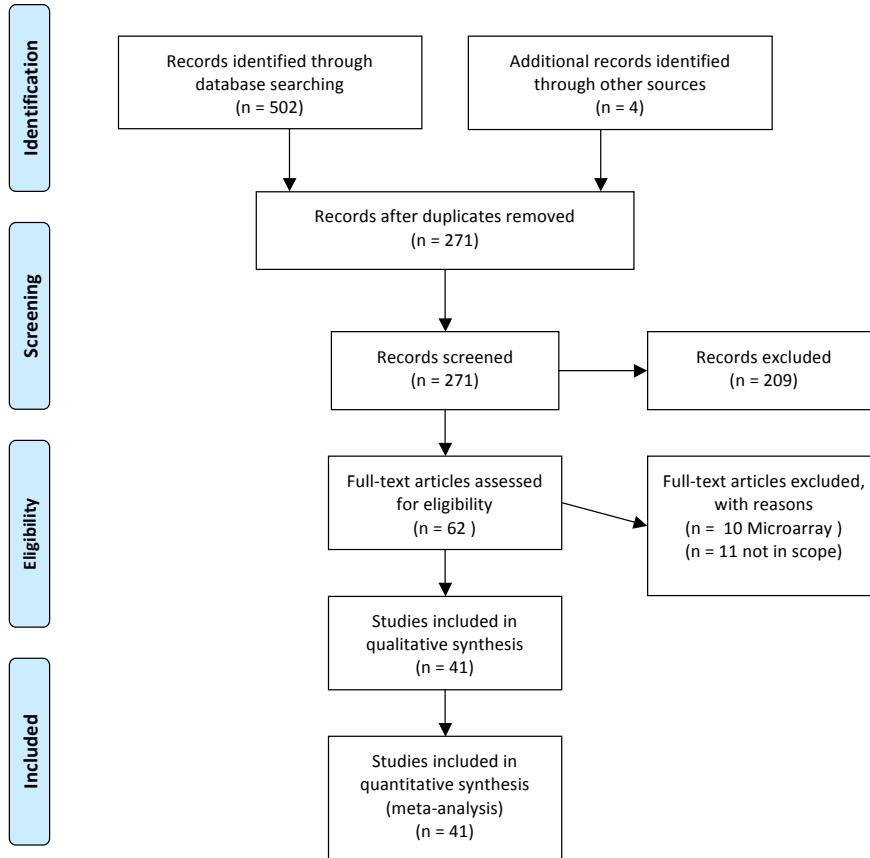 Identification
Records identified through
database searching
(n = 502)
Additional records identified
through other sources
(n = 4)
Records after duplicates removed
(n = 271)
Screening
Records screened
(n = 271)
Records excluded
(n = 209)
Eligibility
Full-text articles assessed
for eligibility
(n = 62 )
Full-text articles excluded,
with reasons
(n = 10 Microarray )
(n = 11 not in scope)
Studies included in
qualitative synthesis
(n = 41)
Included
Studies included in
quantitative synthesis
(meta-analysis)
(n = 41)